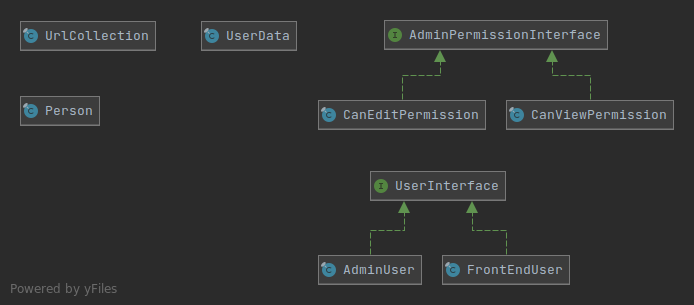 UrlCollection
UserData
AdminPermissionInterface
Person
CanEditPermission
CanViewPermission
UserInterface
AdminUser
FrontEndUser
Powered by yFiles